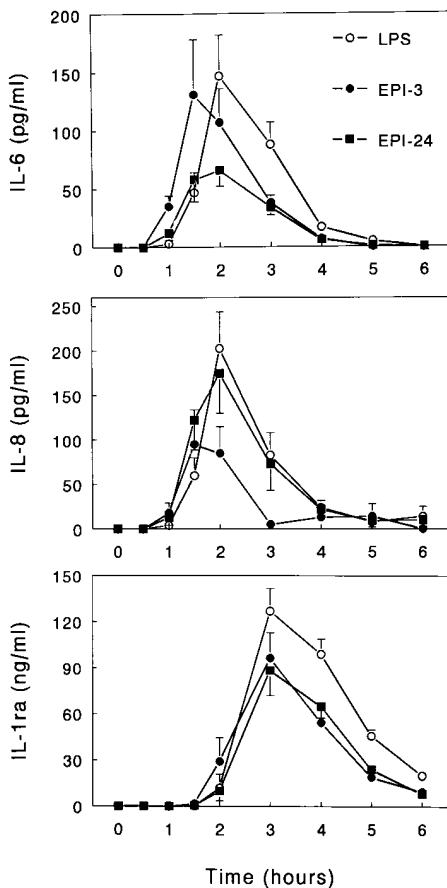 200
150
100
50
0
IL-6 (pg/ml)
LPS
EPI-3
EPI-24
0 1 2 3 4 5 6
250
200
150
100
50
0
IL-8 (pg/ml)
0 1 2 3 4 5 6
150
120
90
60
30
0
IL-1ra (ng/ml)
0 1 2 3 4 5 6
Time (hours)